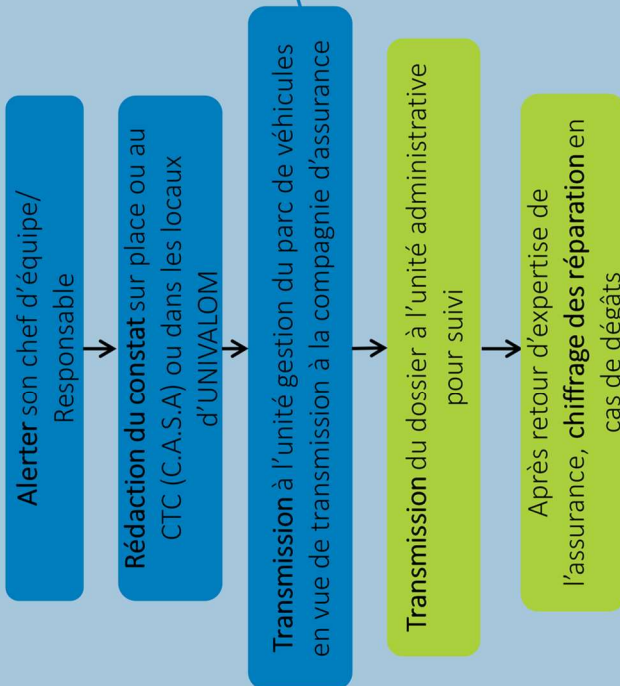 Alerter son chef d'équipe/
Responsable
Rédaction du constat sur place ou au
CTC (C.A.S.A) ou dans les locaux
d'UNIVALOM
Transmission à l'unité gestion du parc de véhicules
en vue de transmission à la compagnie d'assurance
Transmission du dossier à l'unité administrative
pour suivi
Après retour d'expertise de
l'assurance, chiffrage des réparation en
cas de dégâts